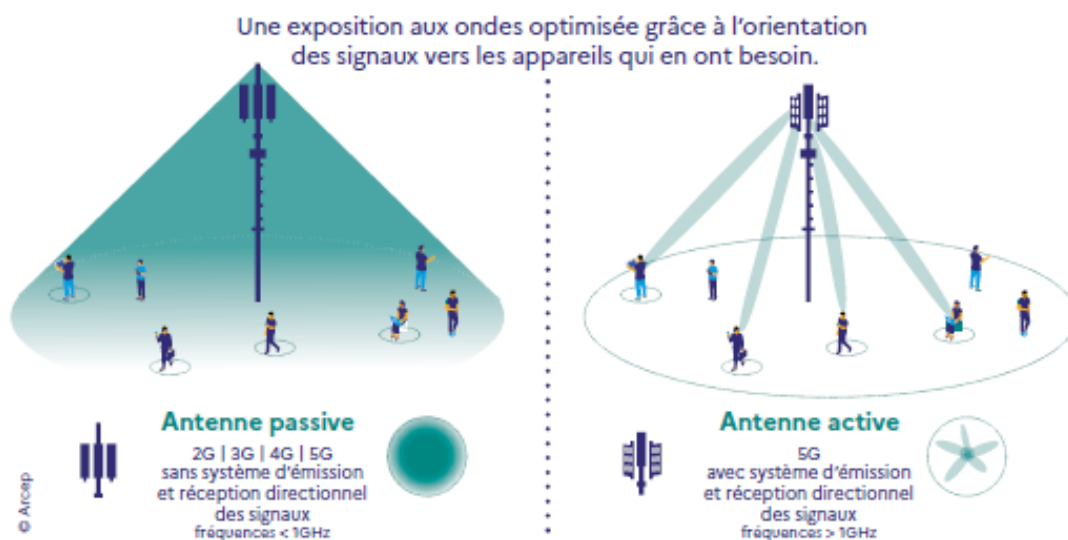 Une exposition aux ondes optimisée grâce à l'orientation
des signaux vers les appareils qui en ont besoin.
Antenne passive
2G | 3G | 4G | 5G
sans système d'émission
et réception directionnel
des signaux
fréquences < 1GHz
Antenne active
5G
avec système d'émission
et réception directionnel
des signaux
fréquences > 1GHz
© Arcep